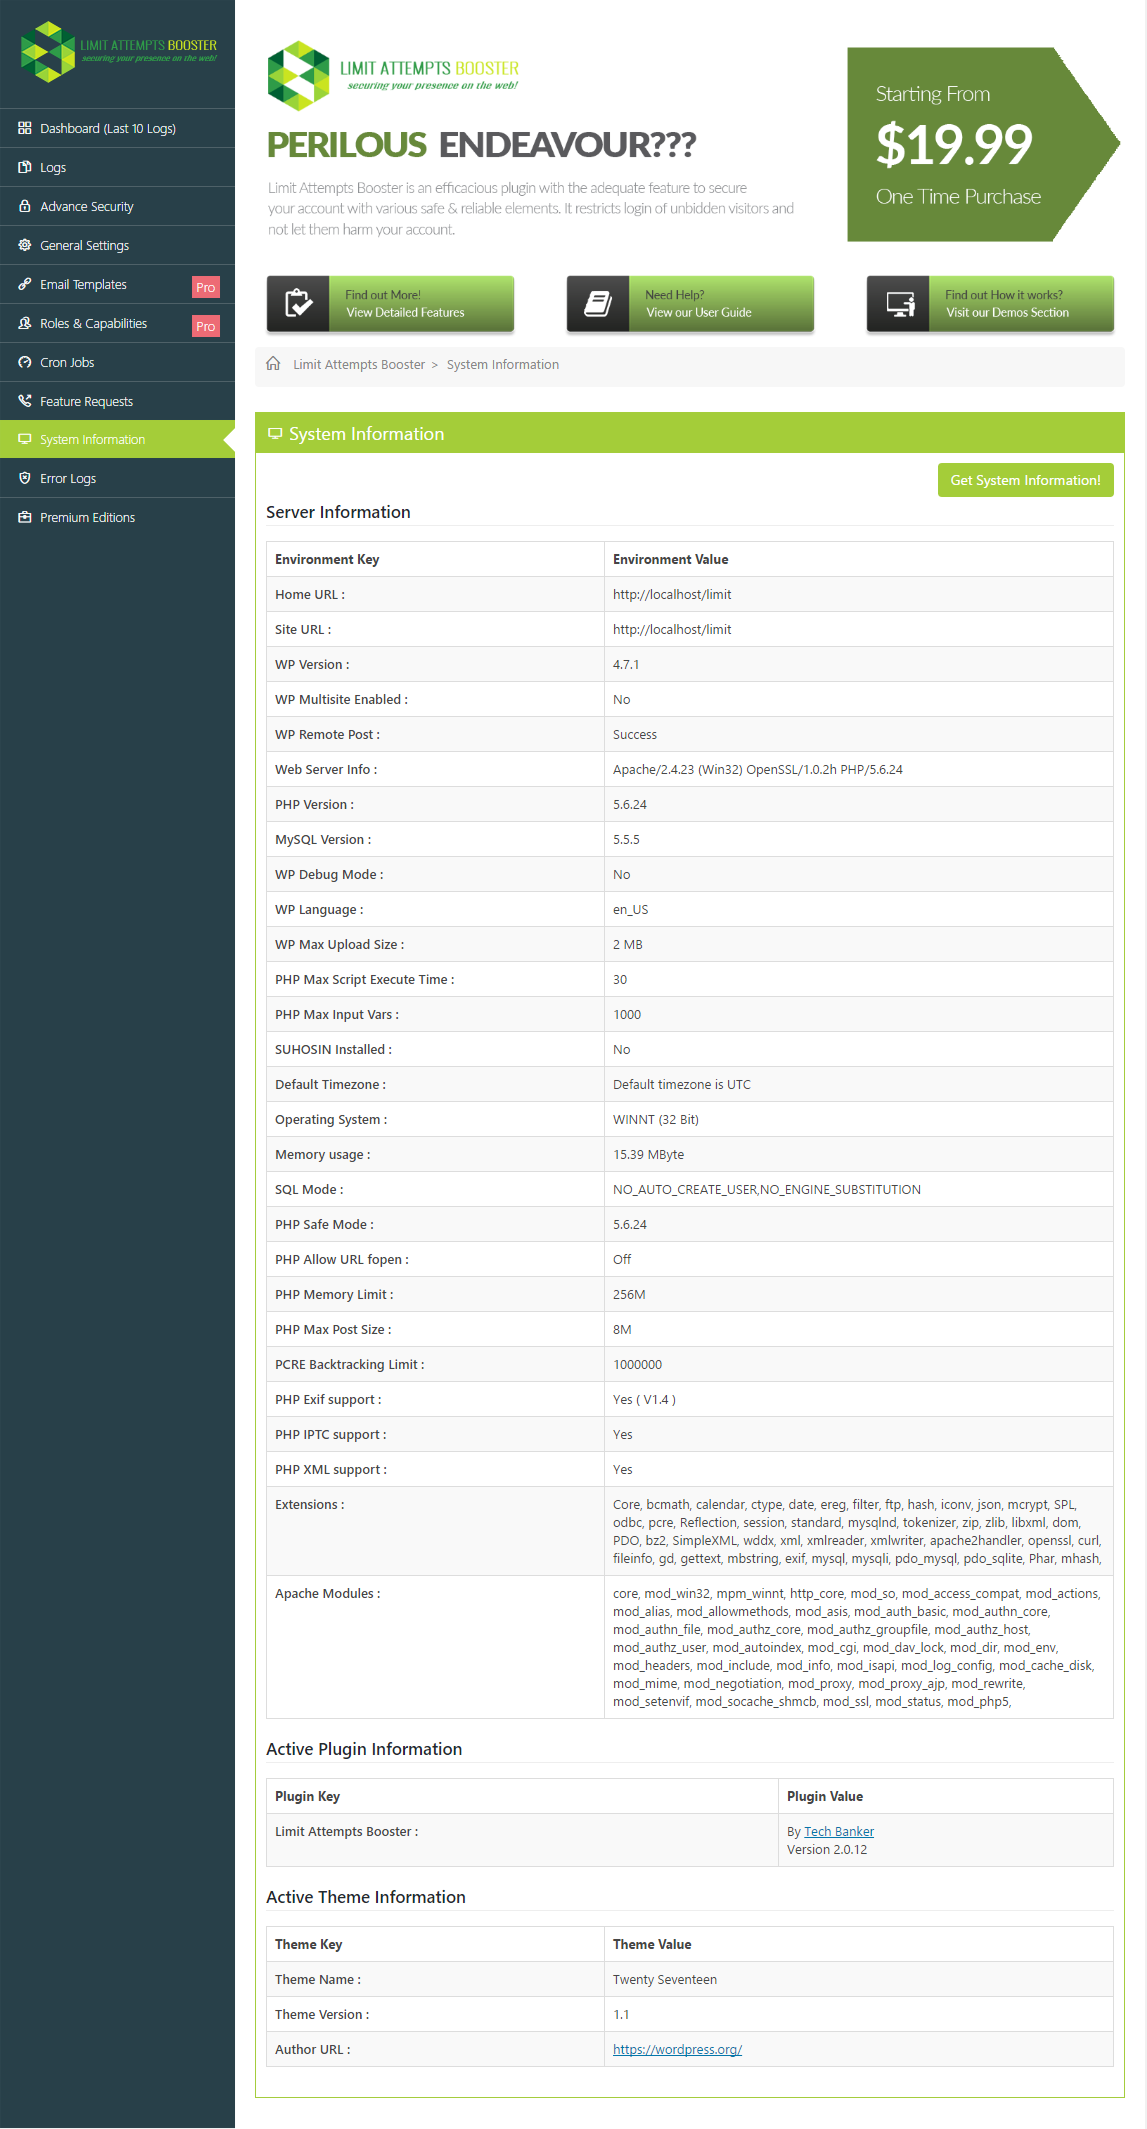 LIMIT ATTEMPTS BOOSTER
securing your presence on the web!
Dashboard (Last 10 Logs)
Logs
Advance Security
General Settings
Email Templates Pro
Roles & Capabilities Pro
Cron Jobs
Feature Requests
System Information
Error Logs
Premium Editions
LIMIT ATTEMPTS BOOSTER
securing your presence on the web!
PERILOUS ENDEAVOUR???
Limit Attempts Booster is an efficacious plugin with the adequate feature to secure
your account with various safe & reliable elements. It restricts login of unbidden visitors and
not let them harm your account.
Starting From
$19.99
One Time Purchase
Find out More!
View Detailed Features
Need Help?
View our User Guide
Find out How it works?
Visit our Demos Section
Limit Attempts Booster > System Information
System Information
Get System Information!
Server Information
Environment Key Environment Value
Home URL : http://localhost/limit
Site URL : http://localhost/limit
WP Version : 4.7.1
WP Multisite Enabled : No
WP Remote Post : Success
Web Server Info : Apache/2.4.23 (Win32) OpenSSL/1.0.2h PHP/5.6.24
PHP Version : 5.6.24
MySQL Version : 5.5.5
WP Debug Mode : No
WP Language : en_US
WP Max Upload Size : 2 MB
PHP Max Script Execute Time : 30
PHP Max Input Vars : 1000
SUHOSIN Installed : No
Default Timezone : Default timezone is UTC
Operating System : WINNT (32 Bit)
Memory usage : 15.39 MByte
SQL Mode : NO_AUTO_CREATE_USER,NO_ENGINE_SUBSTITUTION
PHP Safe Mode : 5.6.24
PHP Allow URL fopen : Off
PHP Memory Limit : 256M
PHP Max Post Size : 8M
PCRE Backtracking Limit : 1000000
PHP Exif support : Yes ( V1.4 )
PHP IPTC support : Yes
PHP XML support : Yes
Extensions : Core, bcmath, calendar, ctype, date, ereg, filter, ftp, hash, iconv, json, mcrypt, SPL,
odbc, pcre, Reflection, session, standard, mysqlnd, tokenizer, zip, zlib, libxml, dom,
PDO, bz2, SimpleXML, wddx, xml, xmlreader, xmlwriter, apache2handler, openssl, curl,
fileinfo, gd, gettext, mbstring, exif, mysql, mysqli, pdo_mysql, pdo_sqlite, Phar, mhash,
Apache Modules : core, mod_win32, mpm_winnt, http_core, mod_so, mod_access_compat, mod_actions,
mod_alias, mod_allowmethods, mod_asis, mod_auth_basic, mod_authn_core,
mod_authn_file, mod_authz_core, mod_authz_groupfile, mod_authz_host,
mod_authz_user, mod_autoindex, mod_cgi, mod_dav_lock, mod_dir, mod_env,
mod_headers, mod_include, mod_info, mod_isapi, mod_log_config, mod_cache_disk,
mod_mime, mod_negotiation, mod_proxy, mod_proxy_ajp, mod_rewrite,
mod_setenvif, mod_socache_shmcb, mod_ssl, mod_status, mod_php5,
Active Plugin Information
Plugin Key Plugin Value
Limit Attempts Booster : By Tech Banker
Version 2.0.12
Active Theme Information
Theme Key Theme Value
Theme Name : Twenty Seventeen
Theme Version : 1.1
Author URL : https://wordpress.org/